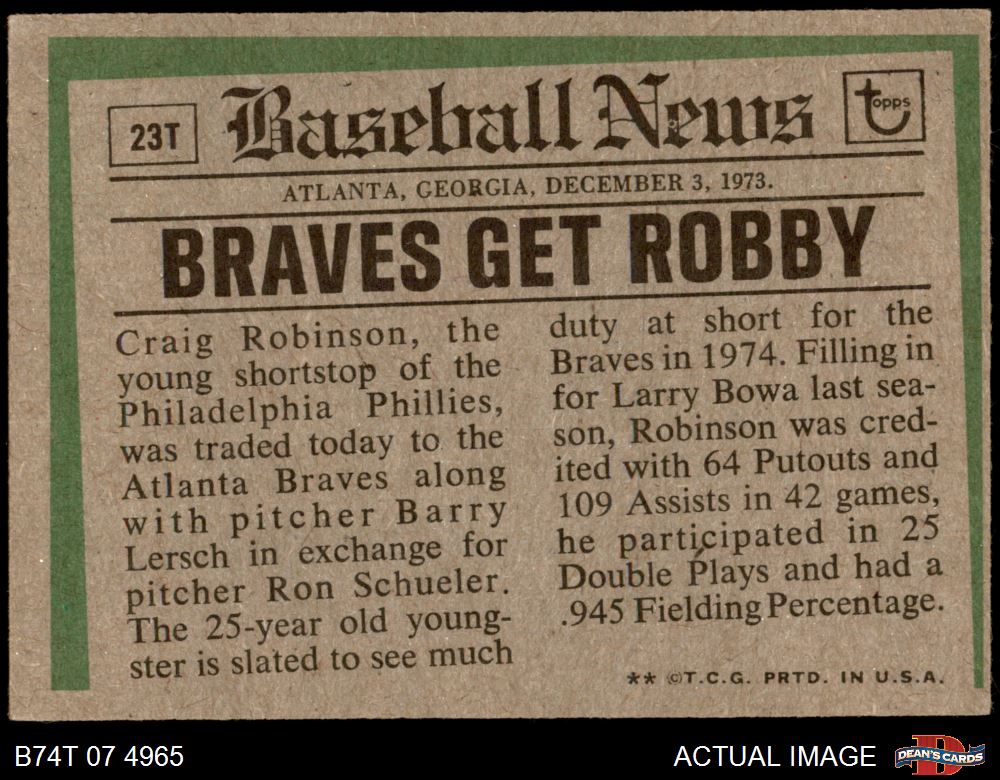 23T
Baseball News
topps
ATLANTA, GEORGIA, DECEMBER 3, 1973.
BRAVES GET ROBBY
Craig Robinson, the
young shortstop of the
Philadelphia Phillies,
was traded today to the
Atlanta Braves along
with pitcher Barry
Lersch in exchange for
pitcher Ron Schueler.
The 25-year old young-
ster is slated to see much
duty at short for the
Braves in 1974. Filling in
for Larry Bowa last sea-
son, Robinson was cred-
ited with 64 Putouts and
109 Assists in 42 games,
he participated in 25
Double Plays and had a
.945 Fielding Percentage.
** ©T.C.G. PRTD. IN U.S.A.
B74T 07 4965
ACTUAL IMAGE
D
DEAN'S CARDS